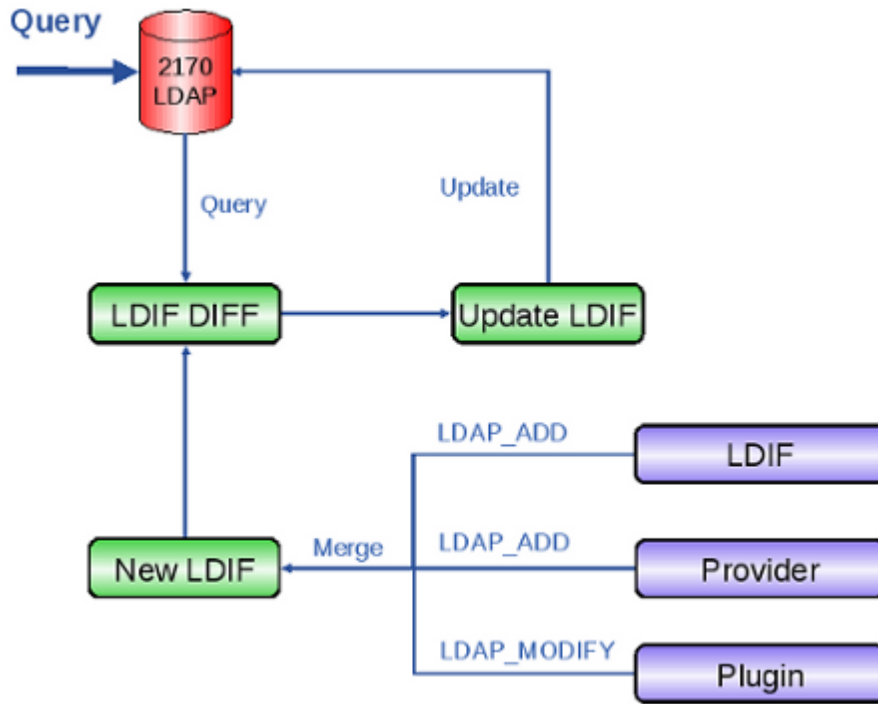 Query
2170
LDAP
Query
Update
LDIF DIFF
Update LDIF
LDAP_ADD
LDIF
New LDIF
Merge
LDAP_ADD
Provider
LDAP_MODIFY
Plugin